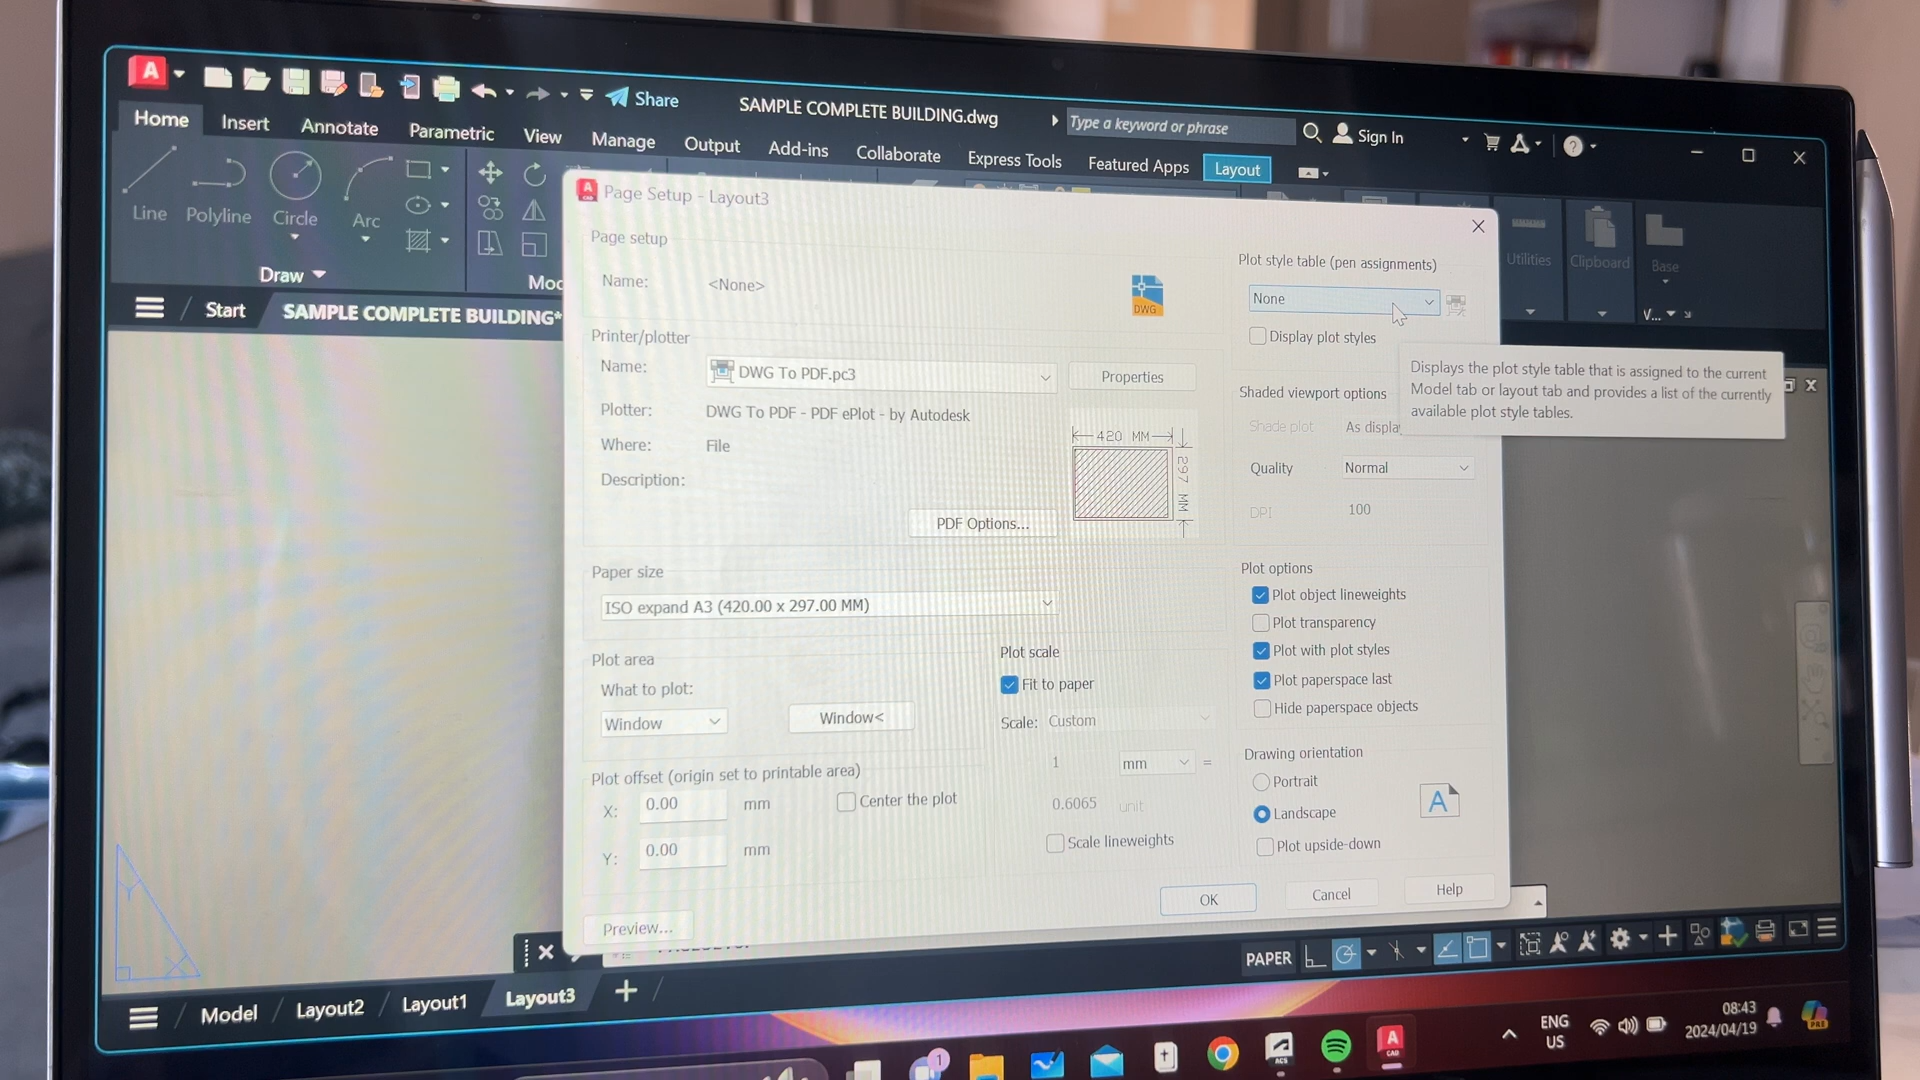 A
Share
SAMPLE COMPLETE BUILDING.dwg
Type a keyword or phrase
Sign In
?
Home
Insert
Annotate
Parametric
View
Manage
Output
Add-ins
Collaborate
Express Tools
Featured Apps
Layout
Line
Polyline
Circle
Arc
Draw
Utilities
Clipboard
Base
V...
Start
SAMPLE COMPLETE BUILDING*
Page Setup - Layout3
Page setup
Name:
<None>
DWG
Printer/plotter
Name:
DWG To PDF.pc3
Properties
Plotter:
DWG To PDF - PDF ePlot - by Autodesk
Where:
File
Description:
420 MM
297 MM
PDF Options...
Paper size
ISO expand A3 (420.00 x 297.00 MM)
Plot area
What to plot:
Window
Window<
Plot scale
Fit to paper
Scale:
Custom
1
mm
=
0.6065
unit
Scale lineweights
Plot offset (origin set to printable area)
X:
0.00
mm
Center the plot
Y:
0.00
mm
Plot style table (pen assignments)
None
Display plot styles
Displays the plot style table that is assigned to the current
Model tab or layout tab and provides a list of the currently
available plot style tables.
Shaded viewport options
Shade plot
As displa
Quality
Normal
DPI
100
Plot options
Plot object lineweights
Plot transparency
Plot with plot styles
Plot paperspace last
Hide paperspace objects
Drawing orientation
Portrait
Landscape
A
Plot upside-down
Preview...
OK
Cancel
Help
PAPER
Y
X
Model
Layout2
Layout1
Layout3
+
1
ACS
A
CAD
ENG
US
08:43
2024/04/19
PRE